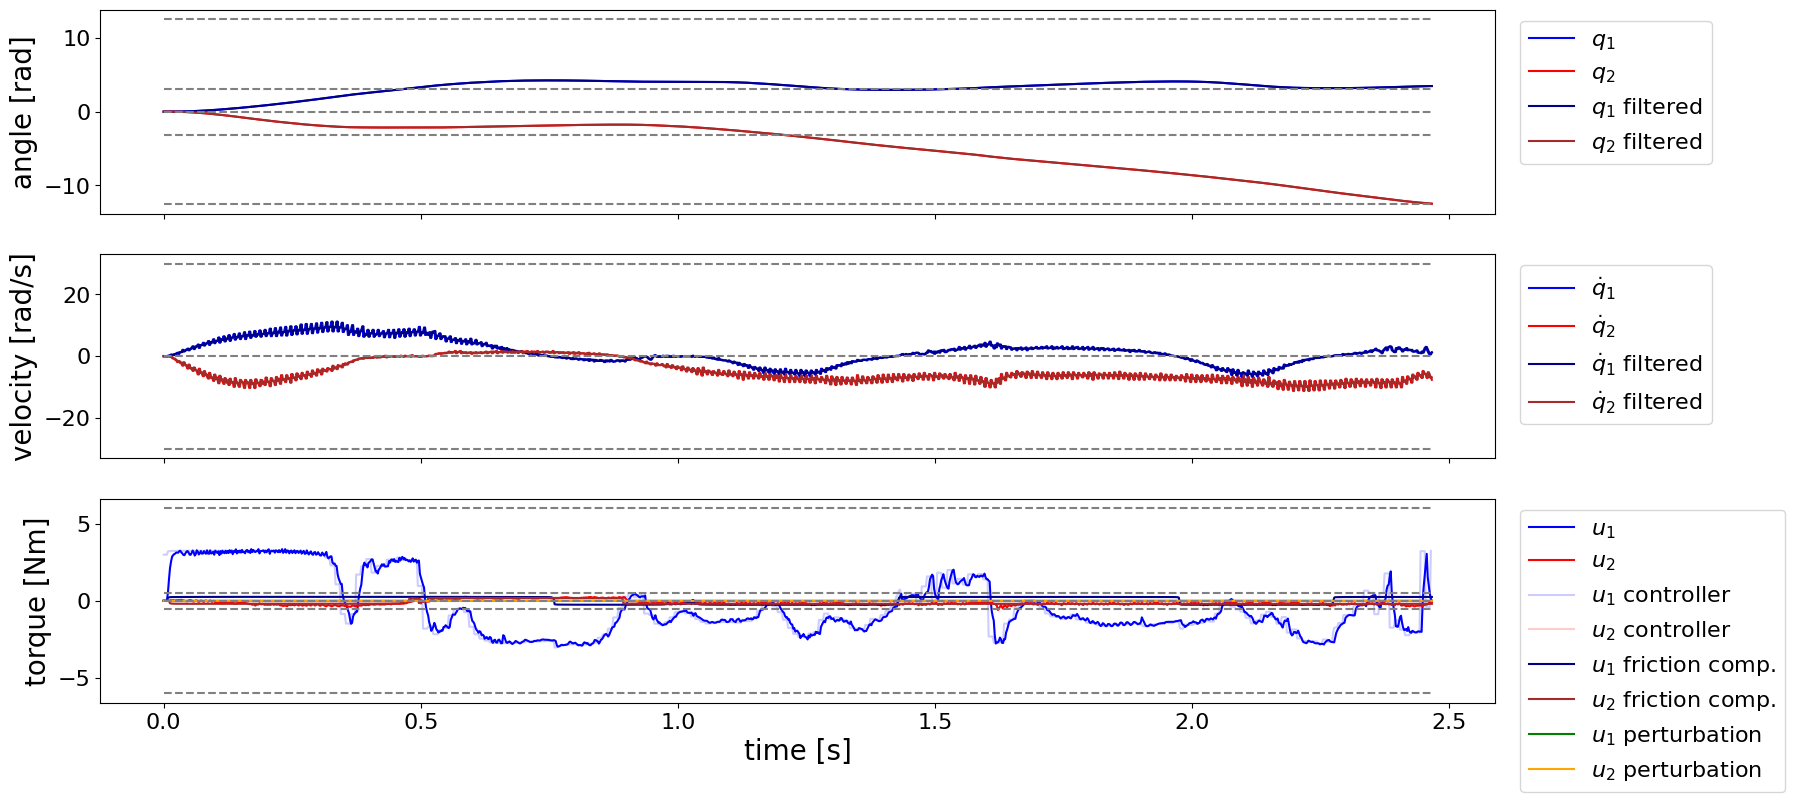 angle [rad]
10
0
−10
q₁
q₂
q₁ filtered
q₂ filtered
velocity [rad/s]
20
0
−20
q̇₁
q̇₂
q̇₁ filtered
q̇₂ filtered
torque [Nm]
5
0
−5
0.0 0.5 1.0 1.5 2.0 2.5
time [s]
u₁
u₂
u₁ controller
u₂ controller
u₁ friction comp.
u₂ friction comp.
u₁ perturbation
u₂ perturbation